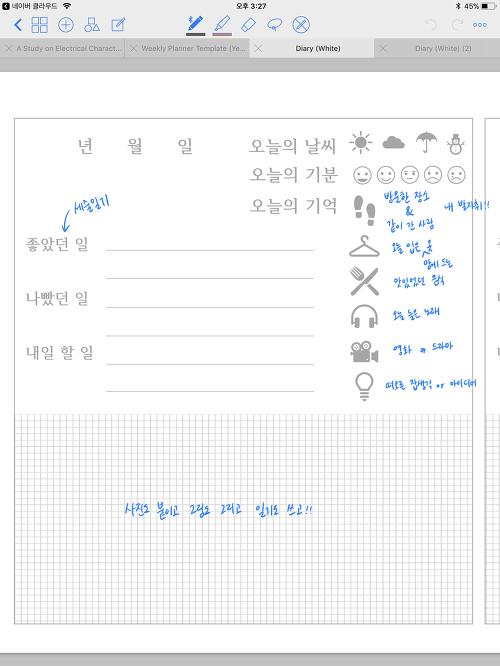 네이버 클라우드 오후 3:27 45%
A Study on Electrical Charact...
Weekly Planner Template (Ye...
Diary (White)
Diary (White) (2)
년 월 일 오늘의 날씨
오늘의 기분
오늘의 기억
세줄일기
방문한 장소
&
같이 간 사람
내 발자취!!
좋았던 일
오늘 입은 옷
맘에 드는
나빴던 일
맛있었던 음식
오늘 들은 노래
내일 할 일
영화 or 드라마
떠오른 잡생각 or 아이디어
사진도 붙이고 그림도 그리고 일기도 쓰고!!